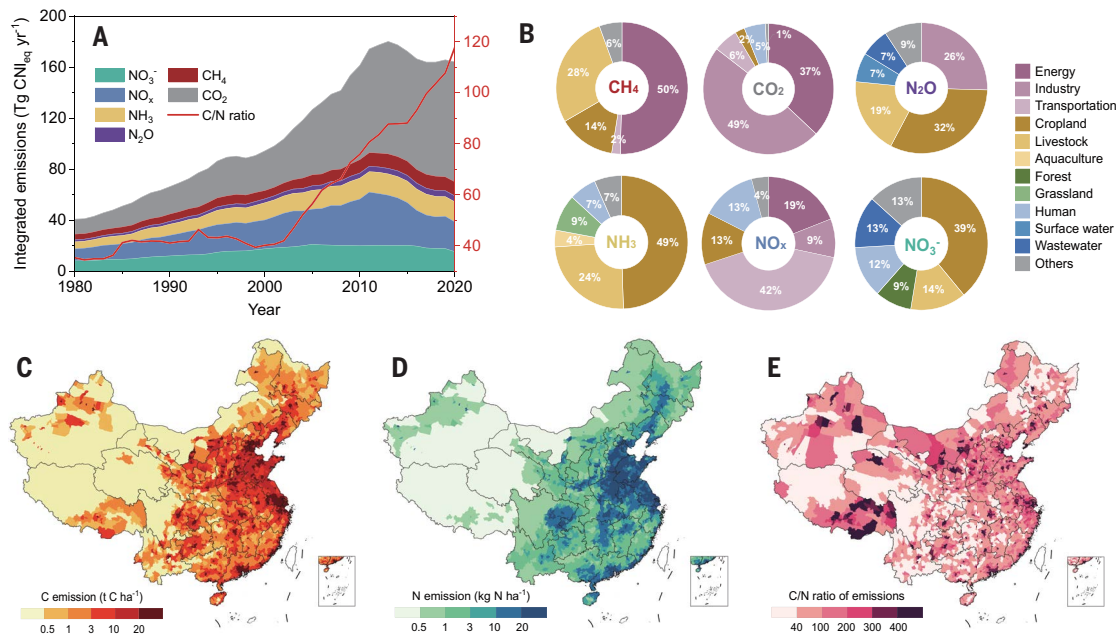 A
Integrated emissions (Tg CNI_eq yr⁻¹)
200
160
120
80
40
0
NO₃⁻
NOₓ
NH₃
N₂O
CH₄
CO₂
C/N ratio
120
100
80
60
40
1980
1990
2000
2010
2020
Year
B
CH₄
6%
28%
14%
2%
50%
CO₂
2%
5%
1%
6%
37%
49%
N₂O
9%
7%
7%
19%
26%
32%
NH₃
7%
7%
9%
4%
24%
49%
NOₓ
4%
13%
13%
19%
9%
42%
NO₃⁻
13%
13%
12%
9%
14%
39%
Energy
Industry
Transportation
Cropland
Livestock
Aquaculture
Forest
Grassland
Human
Surface water
Wastewater
Others
C
C emission (t C ha⁻¹)
0.5 1 3 10 20
D
N emission (kg N ha⁻¹)
0.5 1 3 10 20
E
C/N ratio of emissions
40 100 200 300 400